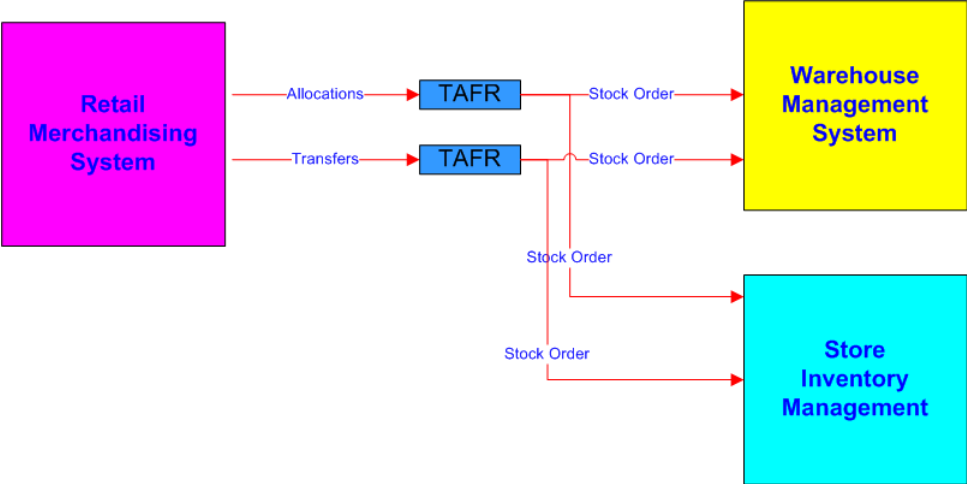 Retail
Merchandising
System
Allocations
TAFR
Stock Order
Transfers
TAFR
Stock Order
Warehouse
Management
System
Stock Order
Stock Order
Store
Inventory
Management